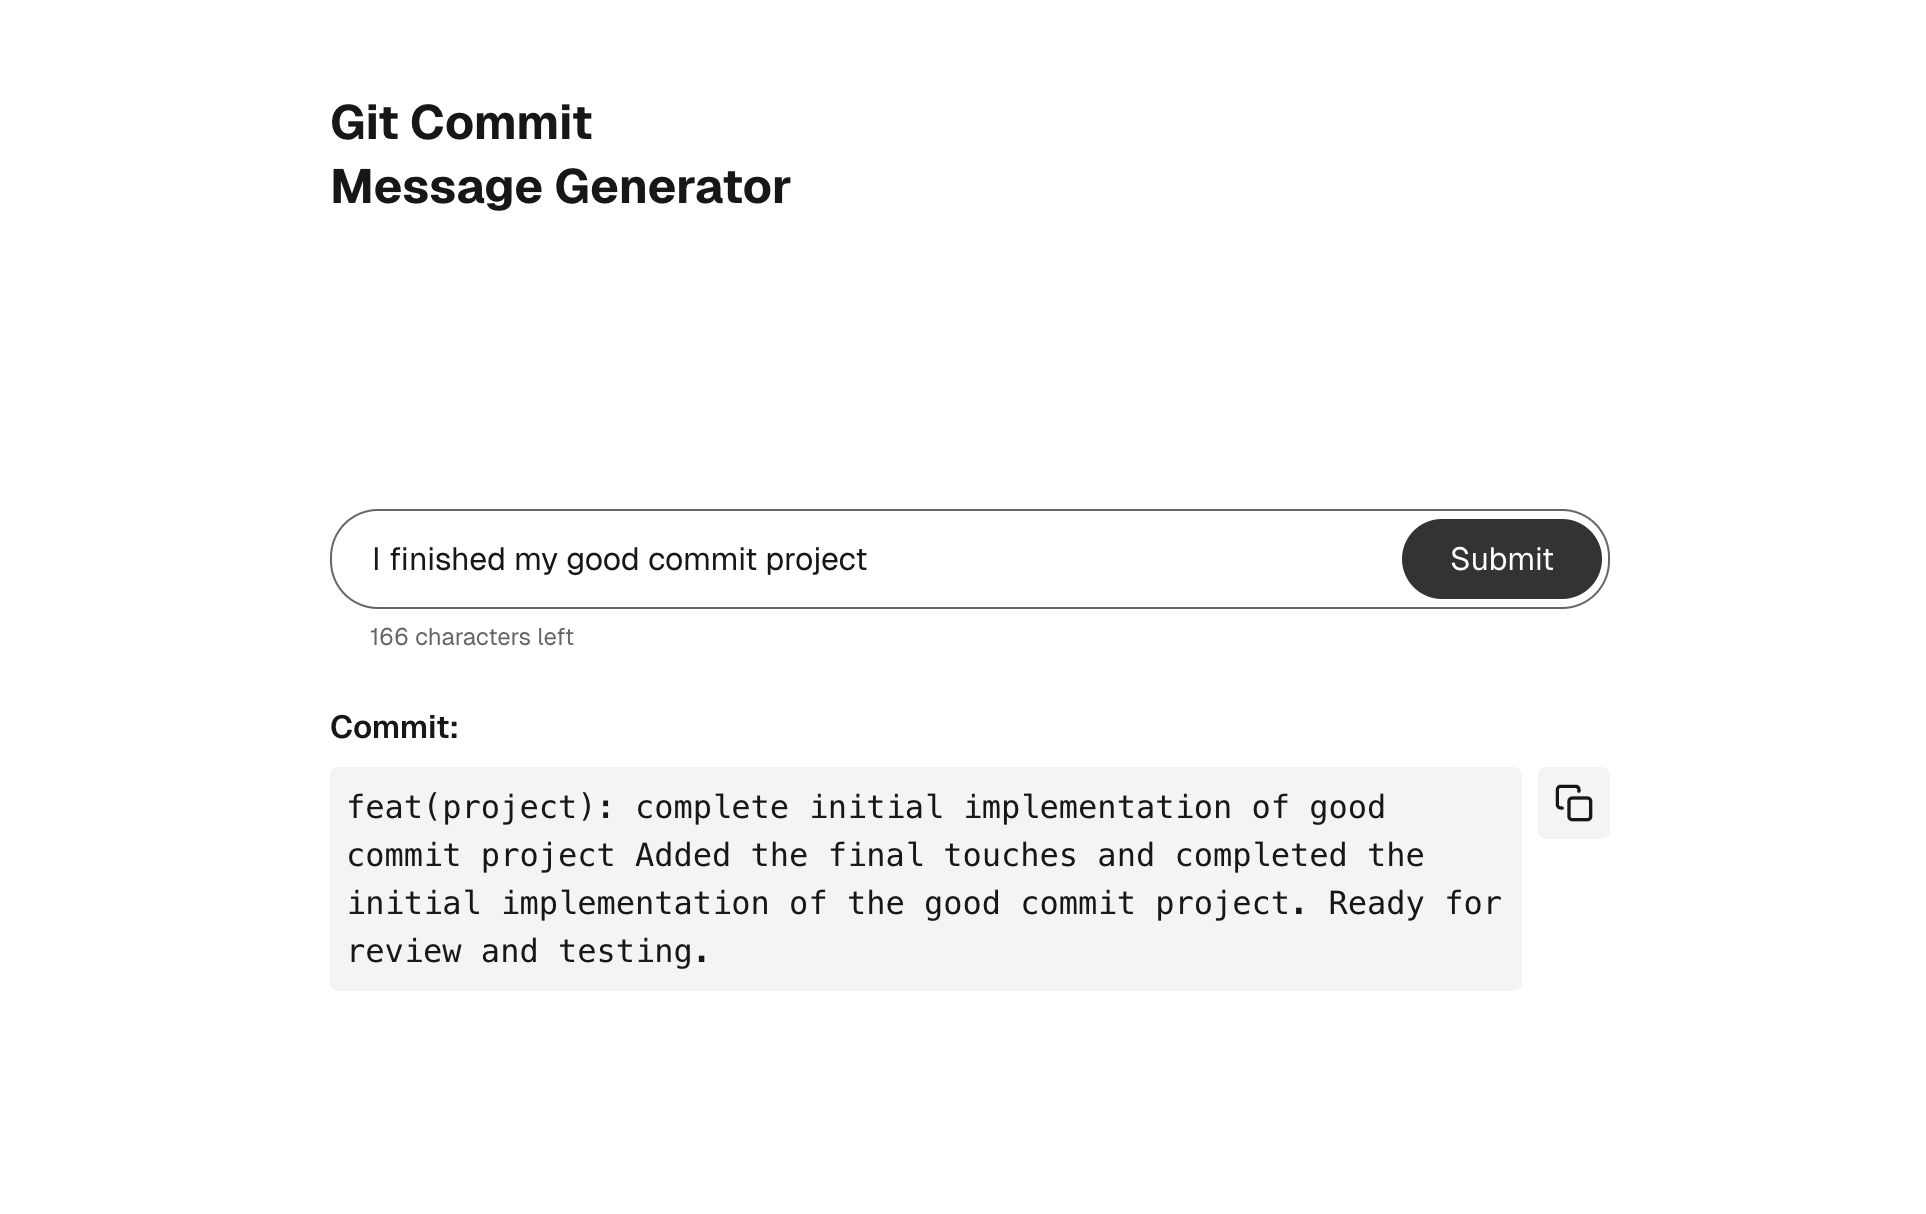 Git Commit
Message Generator
I finished my good commit project
Submit
166 characters left
Commit:
feat(project): complete initial implementation of good
commit project Added the final touches and completed the
initial implementation of the good commit project. Ready for
review and testing.